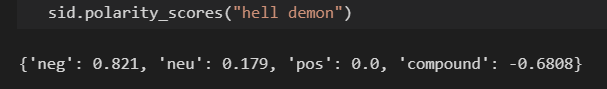 sid.polarity_scores("hell demon")
{'neg': 0.821, 'neu': 0.179, 'pos': 0.0, 'compound': -0.6808}